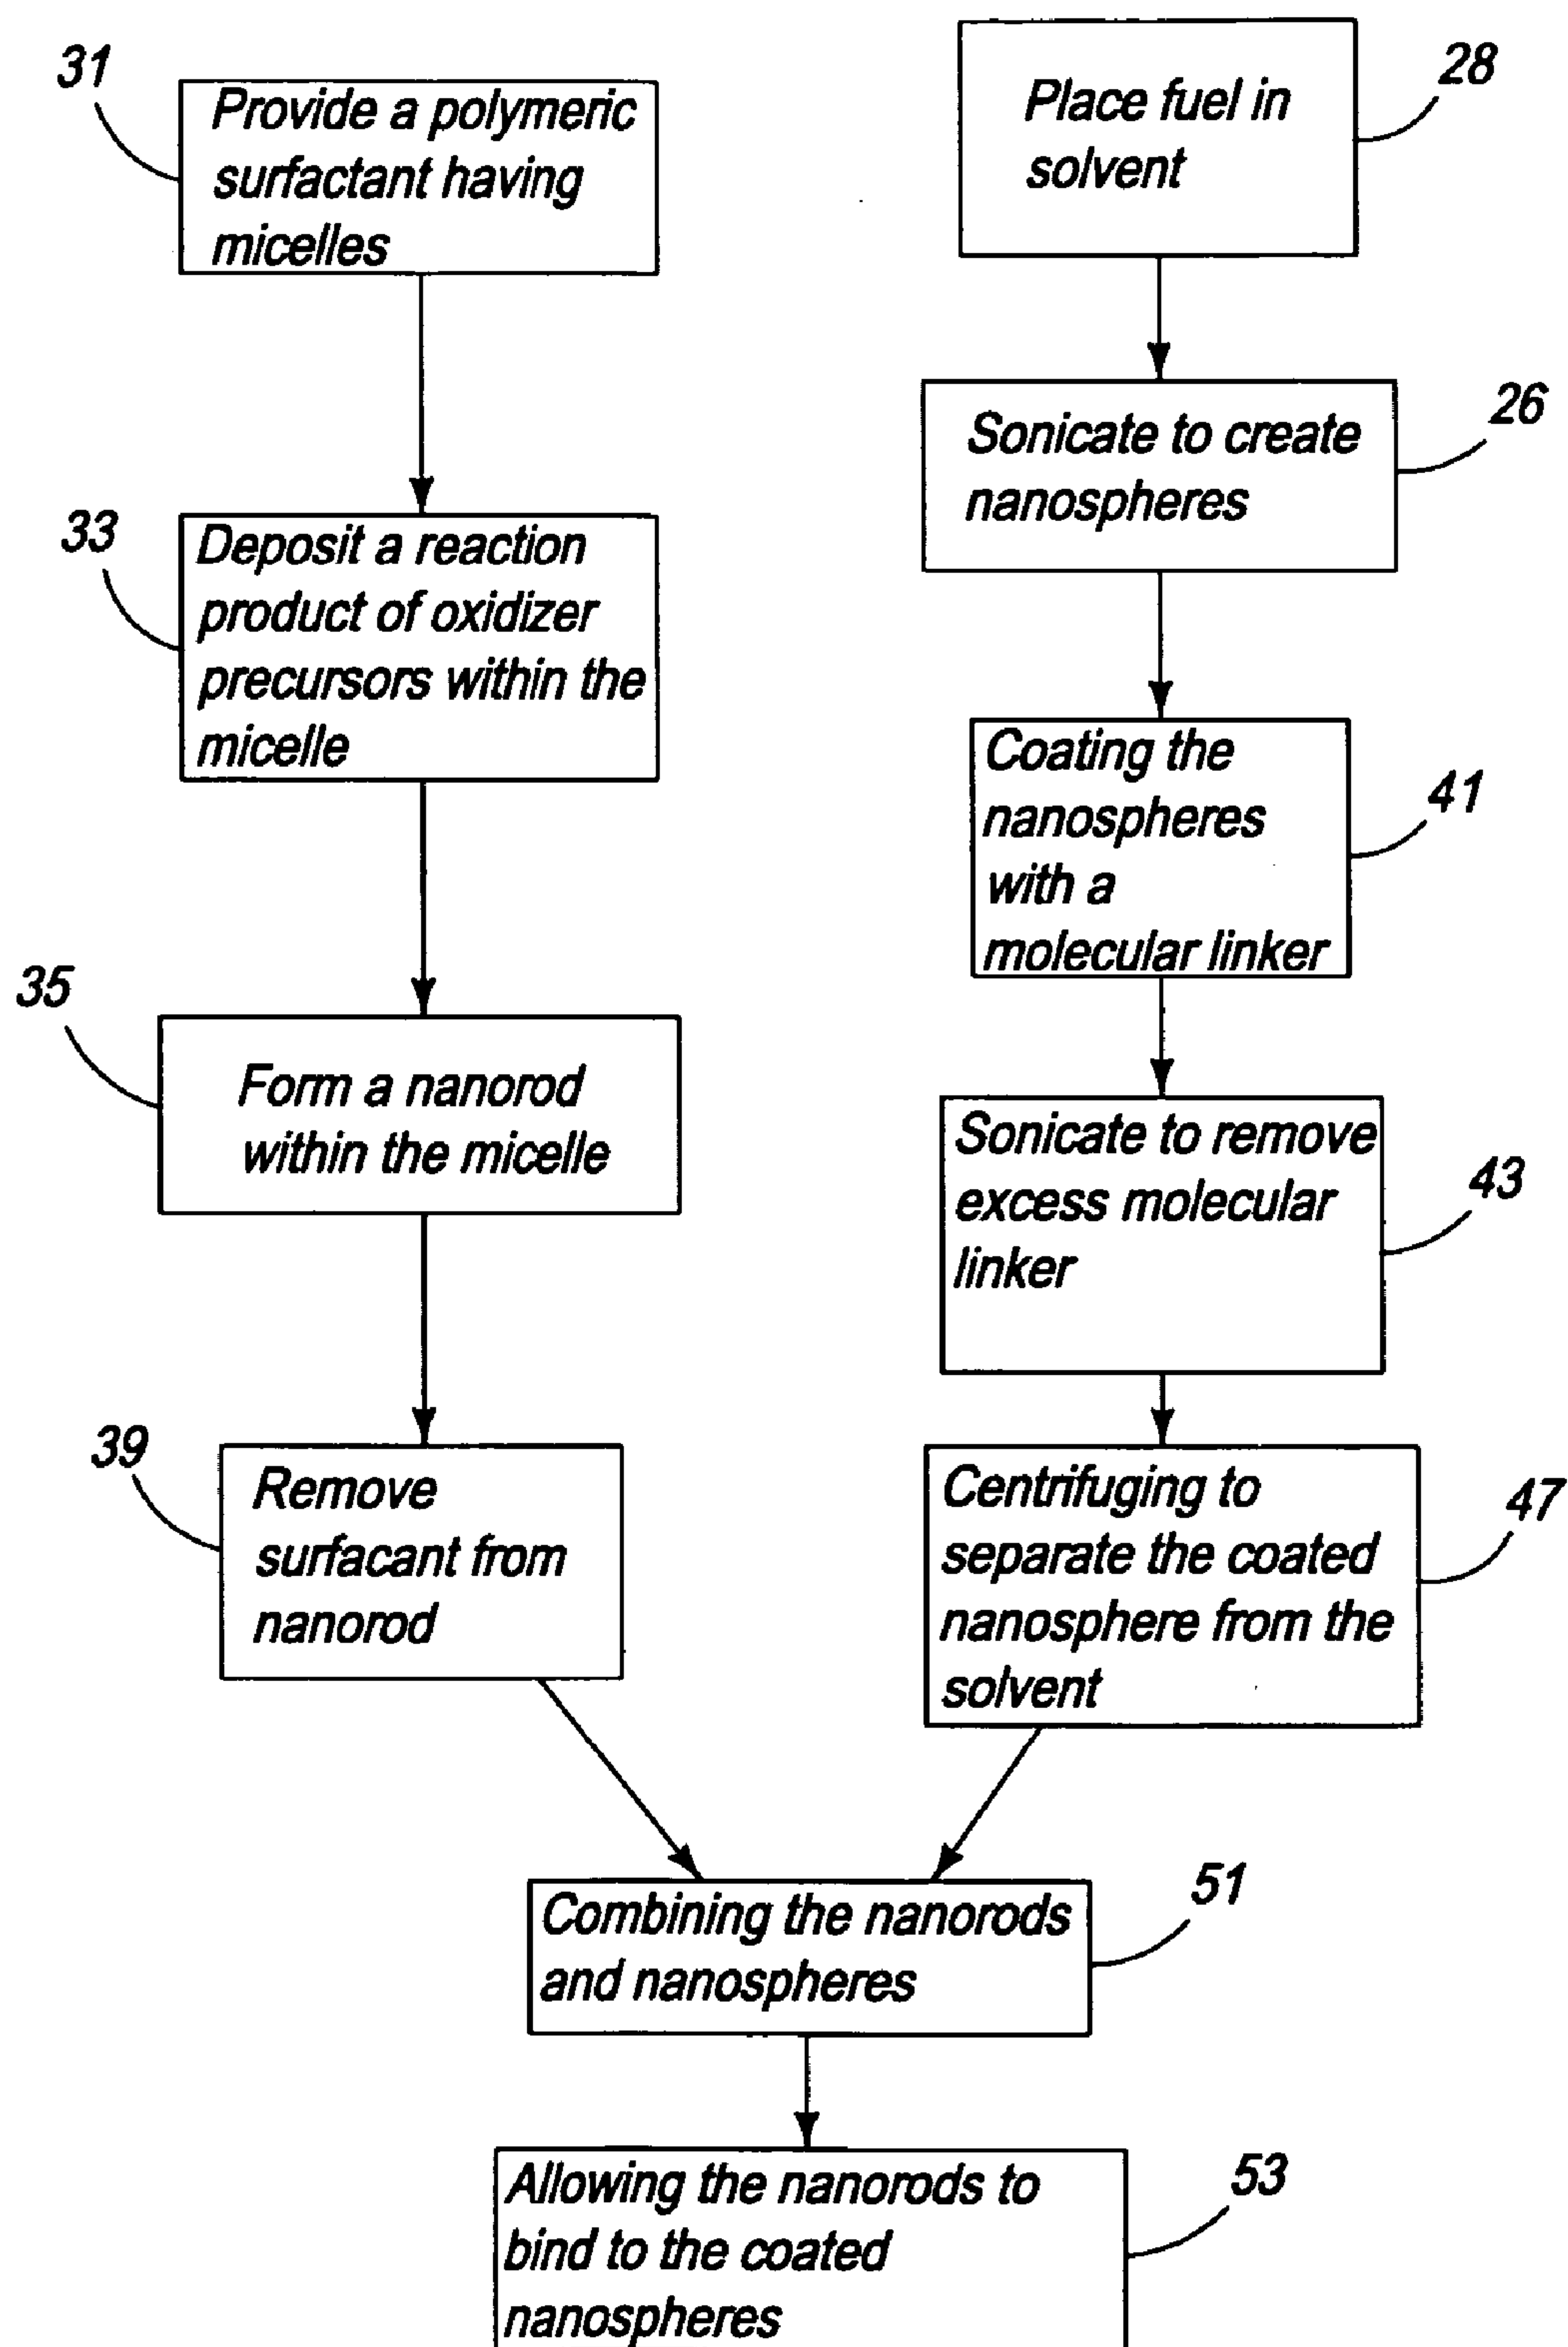 31
Provide a polymeric
surfactant having
micelles
33
Deposit a reaction
product of oxidizer
precursors within the
micelle
35
Form a nanorod
within the micelle
39
Remove
surfacant from
nanorod
Place fuel in
solvent
28
Sonicate to create
nanospheres
26
Coating the
nanospheres
with a
molecular linker
41
Sonicate to remove
excess molecular
linker
43
Centrifuging to
separate the coated
nanosphere from the
solvent
47
Combining the nanorods
and nanospheres
51
Allowing the nanorods to
bind to the coated
nanospheres
53